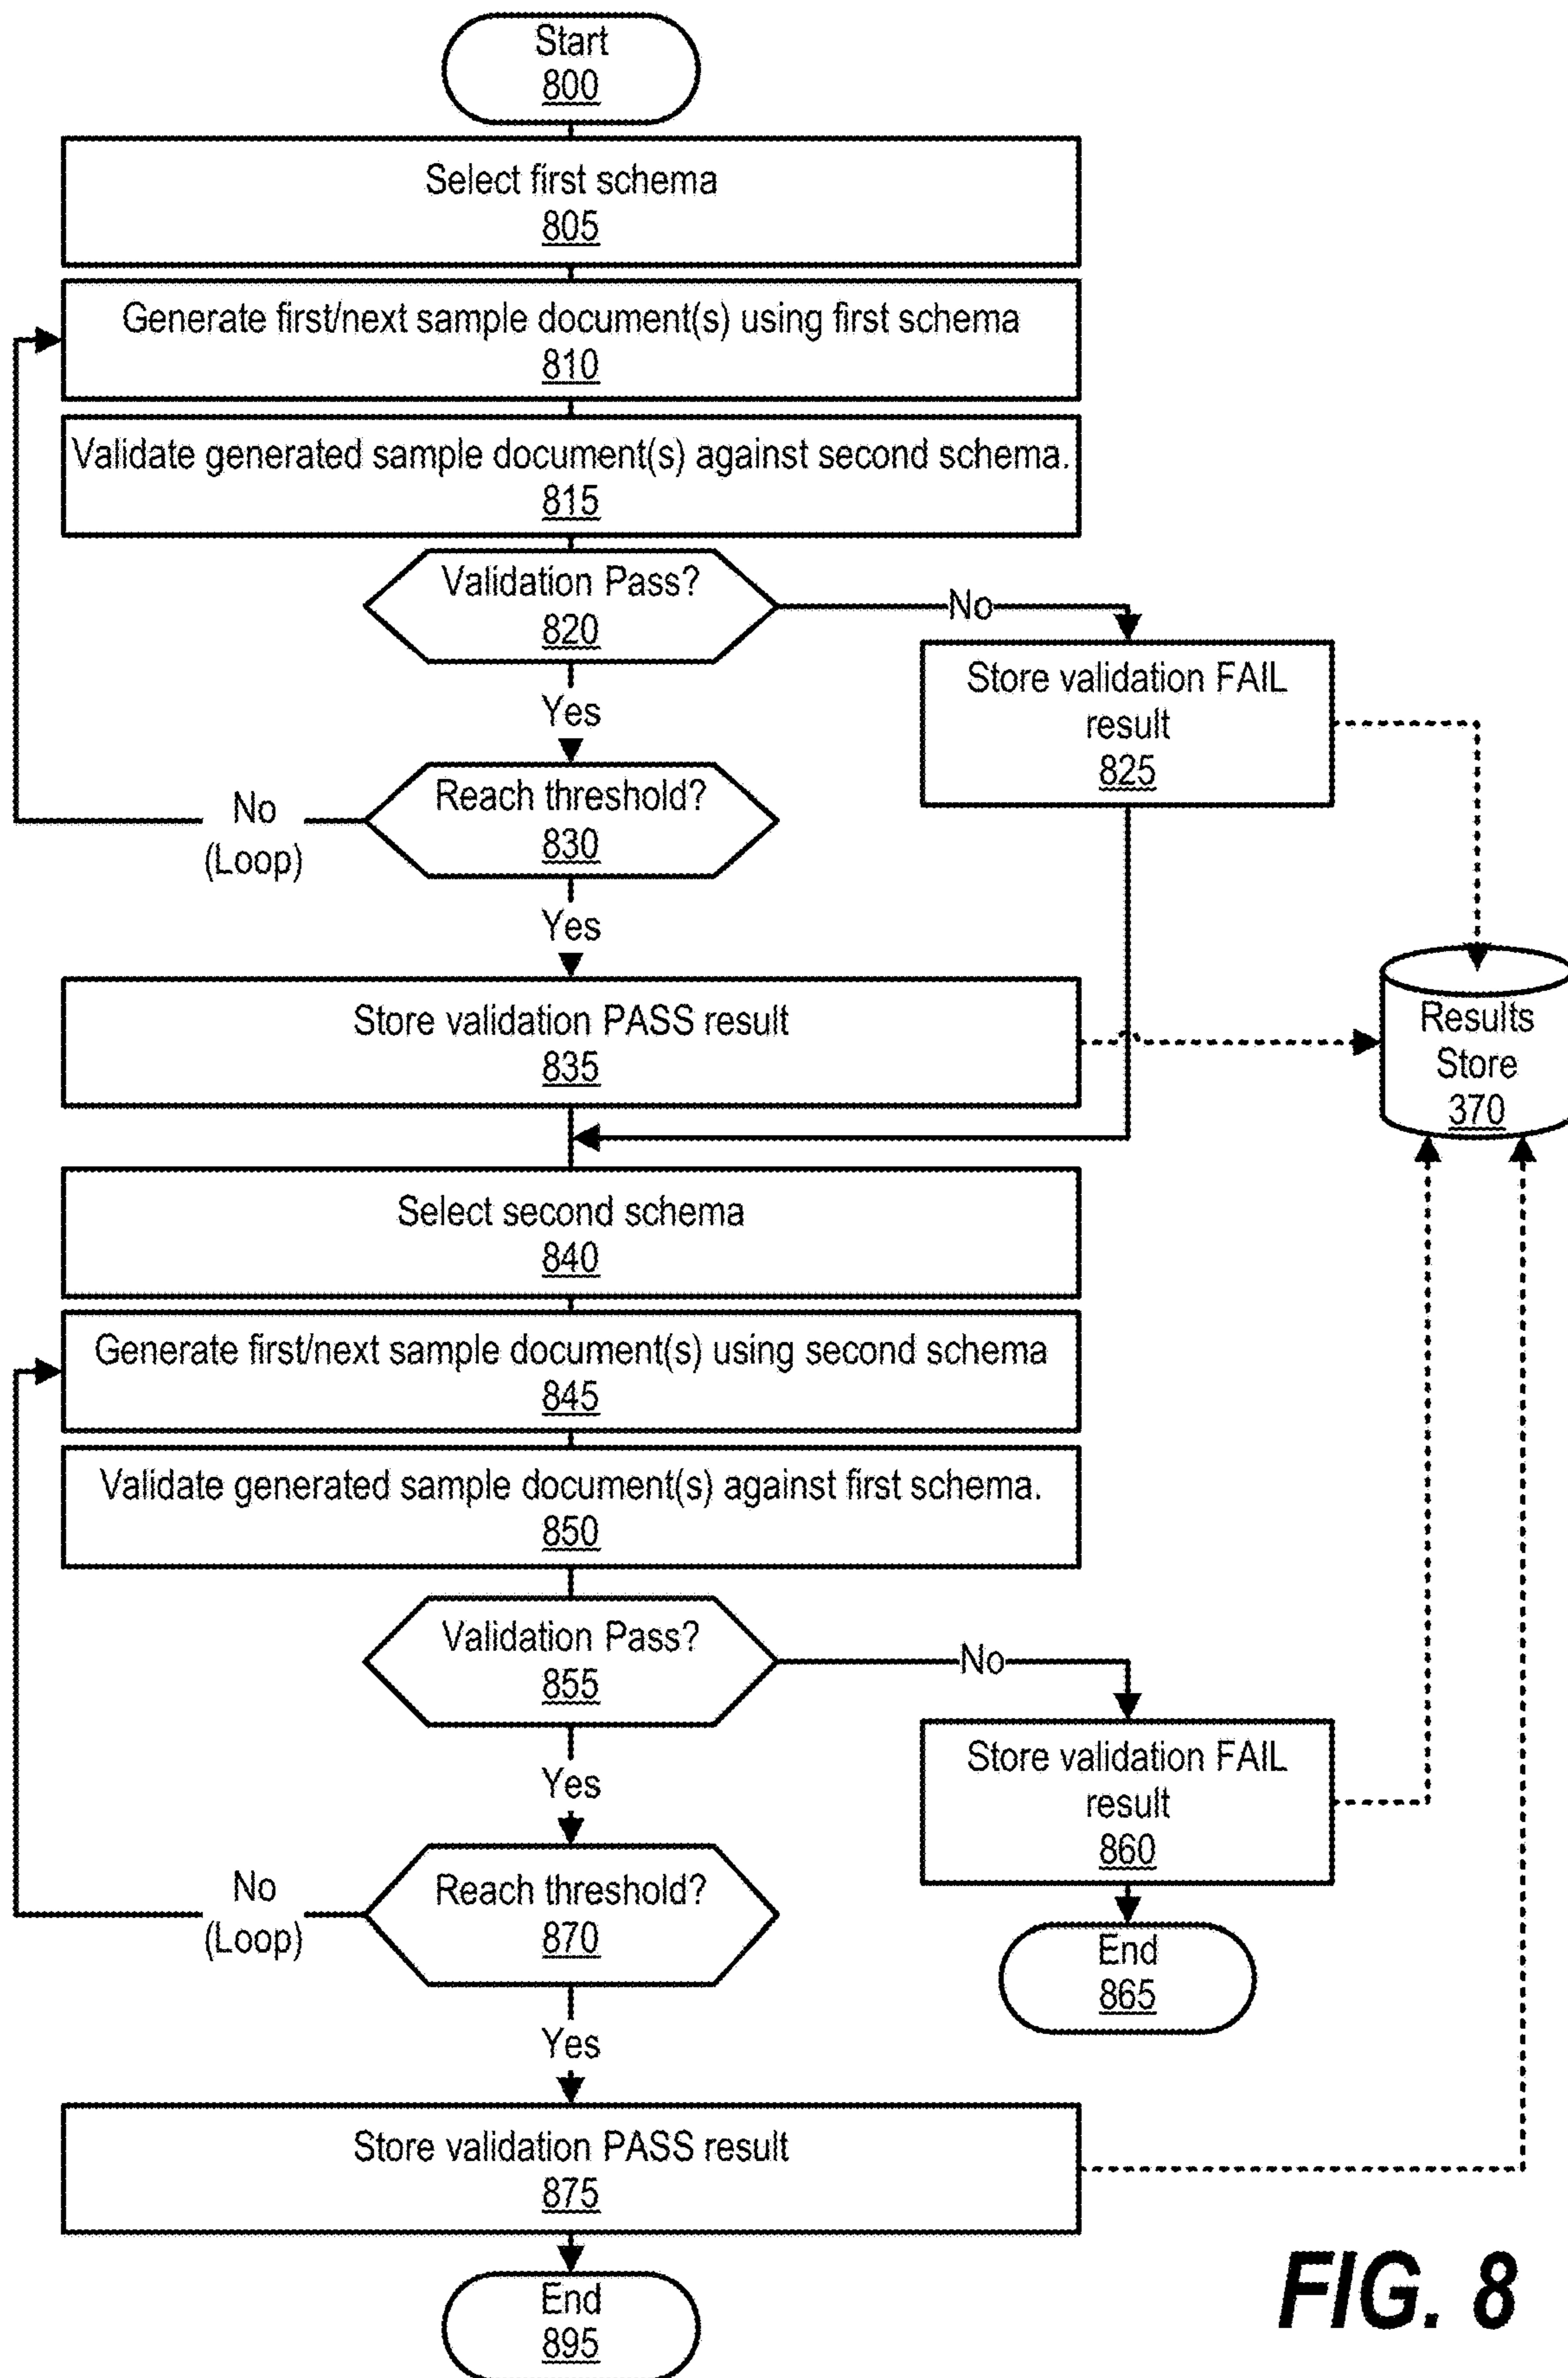 Start
800
Select first schema
805
Generate first/next sample document(s) using first schema
810
Validate generated sample document(s) against second schema.
815
Validation Pass?
820
No
Yes
Store validation FAIL
result
825
Reach threshold?
830
No
(Loop)
Yes
Store validation PASS result
835
Results
Store
370
Select second schema
840
Generate first/next sample document(s) using second schema
845
Validate generated sample document(s) against first schema.
850
Validation Pass?
855
No
Yes
Store validation FAIL
result
860
Reach threshold?
870
No
(Loop)
End
865
Yes
Store validation PASS result
875
End
895
FIG. 8